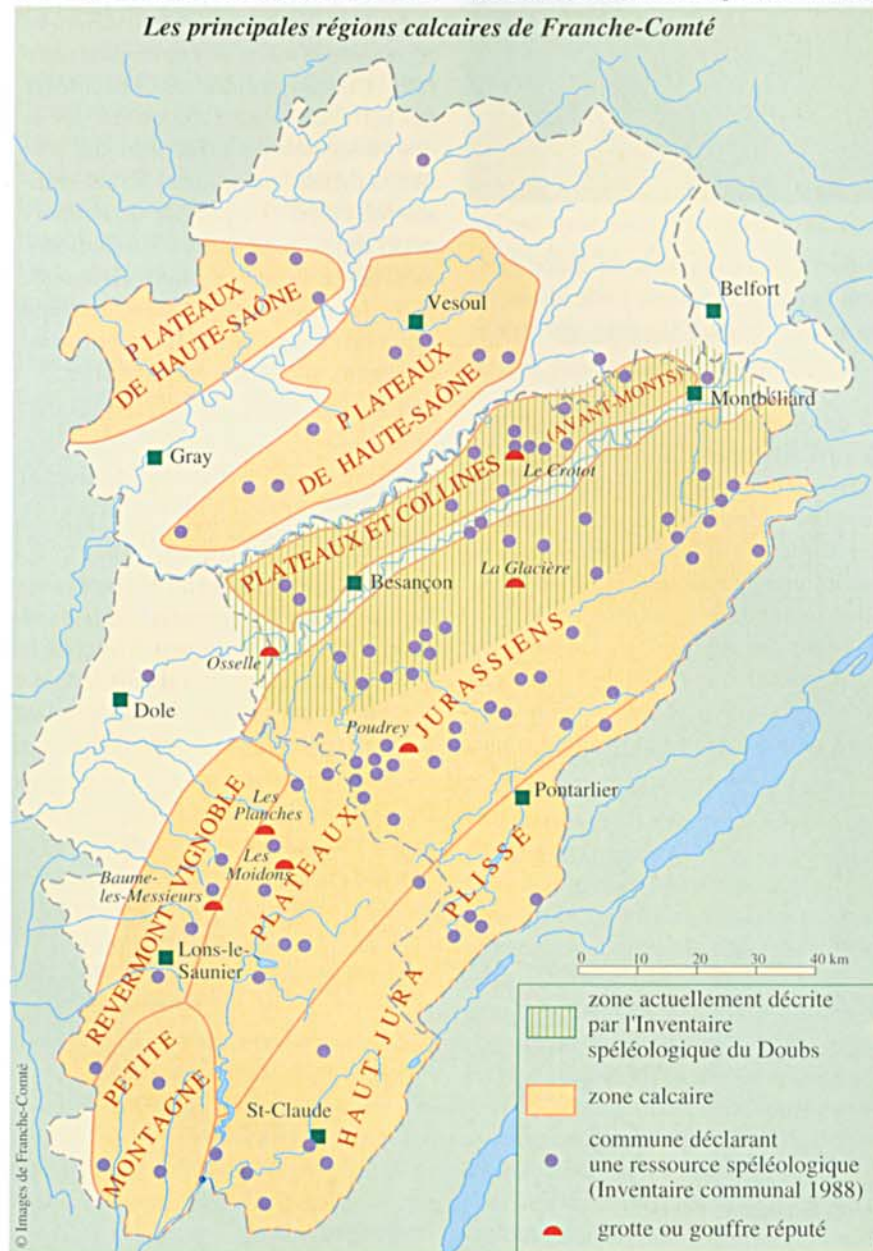 Les principales régions calcaires de Franche-Comté
PLATEAUX
DE HAUTE-SAÔNE
Vesoul
Belfort
PLATEAUX
DE HAUTE-SAÔNE
Gray
(AVANT-MONTS)
Montbéliard
PLATEAUX ET COLLINES
Le Crotot
Besançon
La Glacière
Osselle
Dole
JURASSIENS
Poudrey
PLATEAUX
Pontarlier
REVERMONT VIGNOBLE
Les
Planches
Les
Moidons
Baume-
les-Messieurs
PLISSÉ
HAUT-JURA
Lons-le-
Saunier
PETITE
MONTAGNE
St-Claude
0 10 20 30 40 km
zone actuellement décrite
par l'Inventaire
spéléologique du Doubs
zone calcaire
commune déclarant
une ressource spéléologique
(Inventaire communal 1988)
grotte ou gouffre réputé
© Images de Franche-Comté